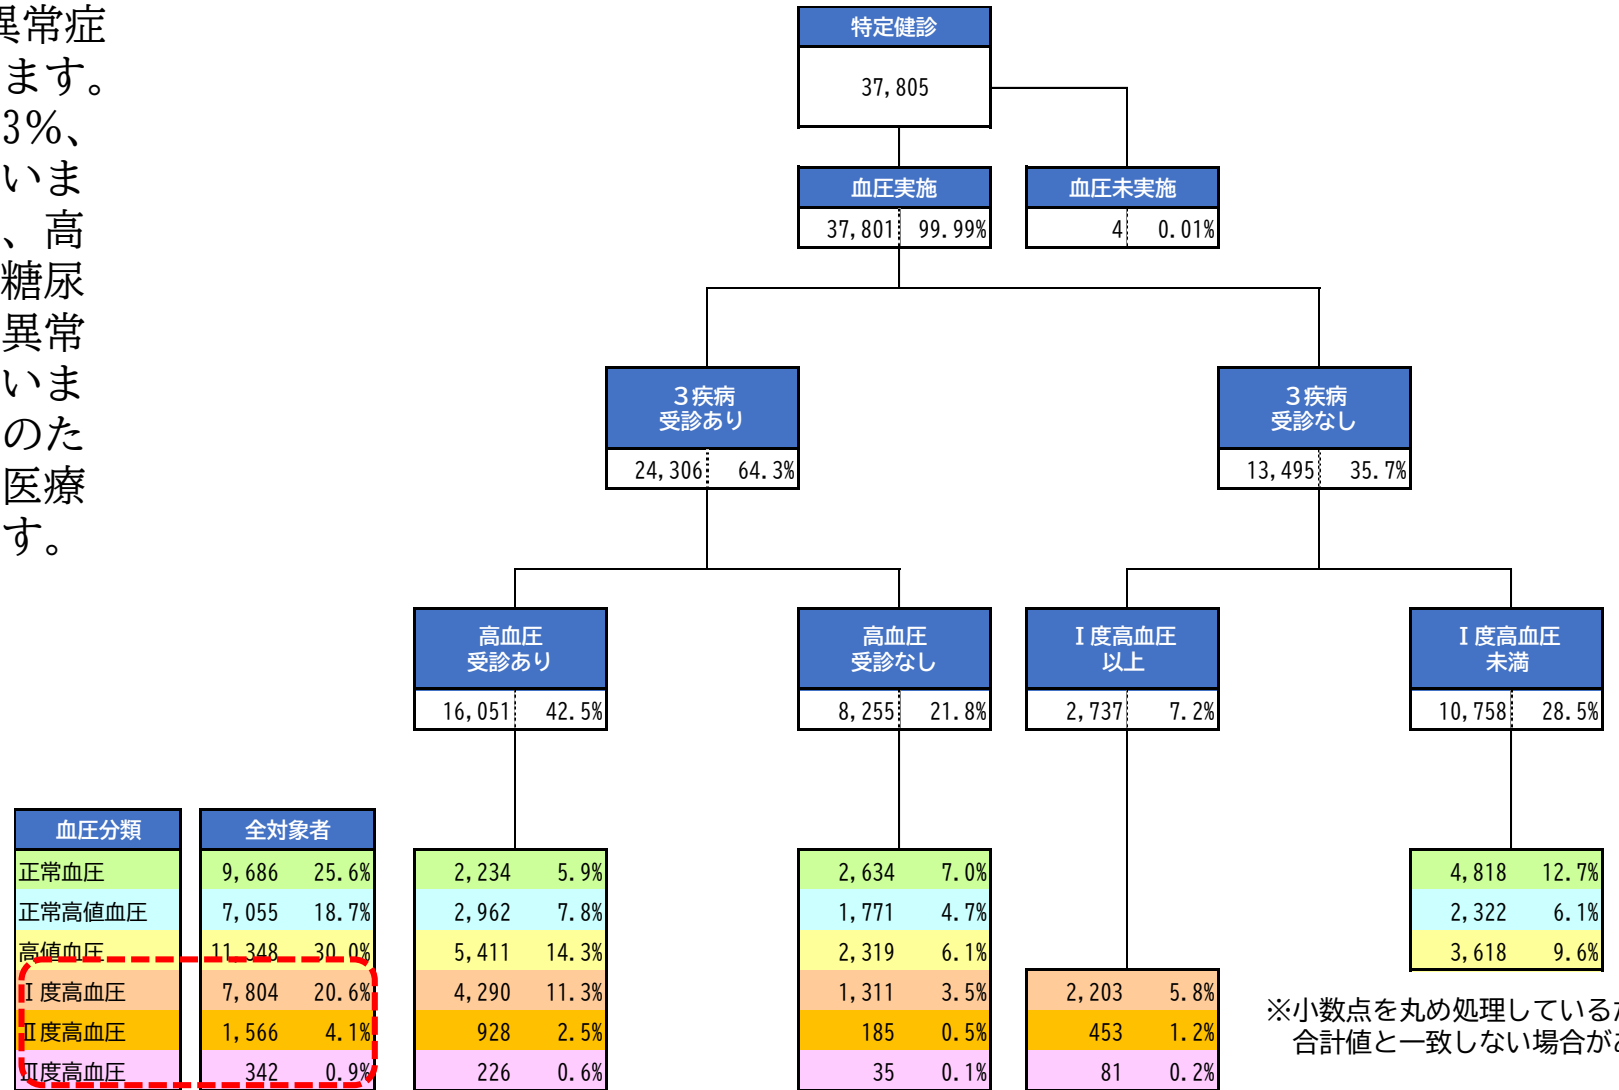 異常症
ます。
3%、
いま
、高
糖尿
異常
いま
のた
医療
す。
特定健診
37,805
血圧実施
37,801 99.99%
血圧未実施
4 0.01%
3疾病
受診あり
24,306 64.3%
3疾病
受診なし
13,495 35.7%
高血圧
受診あり
16,051 42.5%
高血圧
受診なし
8,255 21.8%
Ⅰ度高血圧
以上
2,737 7.2%
Ⅰ度高血圧
未満
10,758 28.5%
血圧分類 全対象者
正常血圧 9,686 25.6% 2,234 5.9% 2,634 7.0% 4,818 12.7%
正常高値血圧 7,055 18.7% 2,962 7.8% 1,771 4.7% 2,322 6.1%
高値血圧 11,348 30.0% 5,411 14.3% 2,319 6.1% 3,618 9.6%
Ⅰ度高血圧 7,804 20.6% 4,290 11.3% 1,311 3.5% 2,203 5.8%
Ⅱ度高血圧 1,566 4.1% 928 2.5% 185 0.5% 453 1.2%
Ⅲ度高血圧 342 0.9% 226 0.6% 35 0.1% 81 0.2%
※小数点を丸め処理している
合計値と一致しない場合が